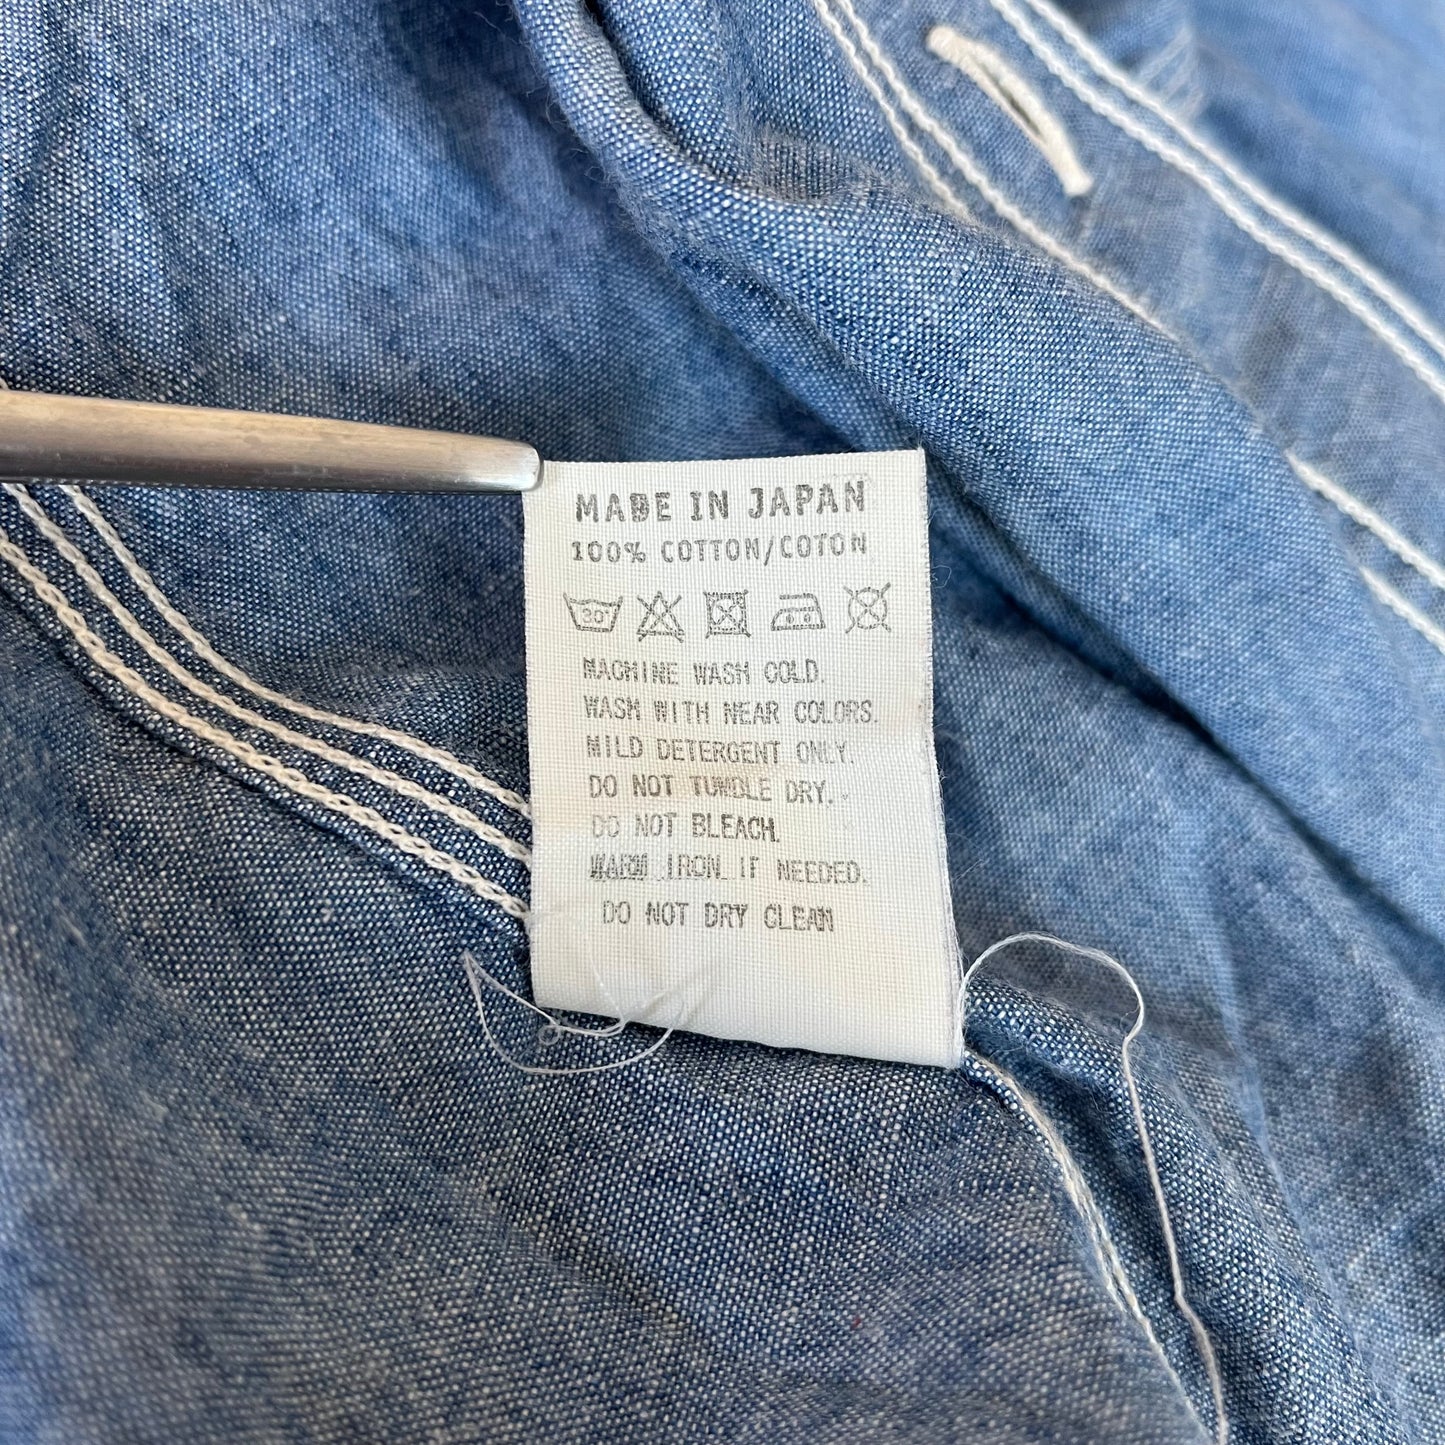 MADE IN JAPAN
100% COTTON/COTON
30°
MACHINE WASH COLD.
WASH WITH NEAR COLORS.
MILD DETERGENT ONLY.
DO NOT TUMBLE DRY.
DO NOT BLEACH.
WARM IRON IF NEEDED.
DO NOT DRY CLEAN